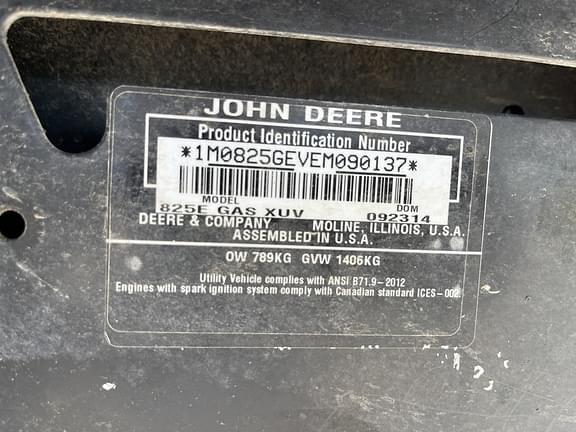 JOHN DEERE
Product Identification Number
*1M0825GEVEM090137*
MODEL DOM
825E GAS XUV 092314
DEERE & COMPANY MOLINE, ILLINOIS, U.S.A.
ASSEMBLED IN U.S.A.
OW 789KG GVW 1406KG
Utility Vehicle complies with ANSI B71.9-2012
Engines with spark ignition system comply with Canadian standard ICES-002.